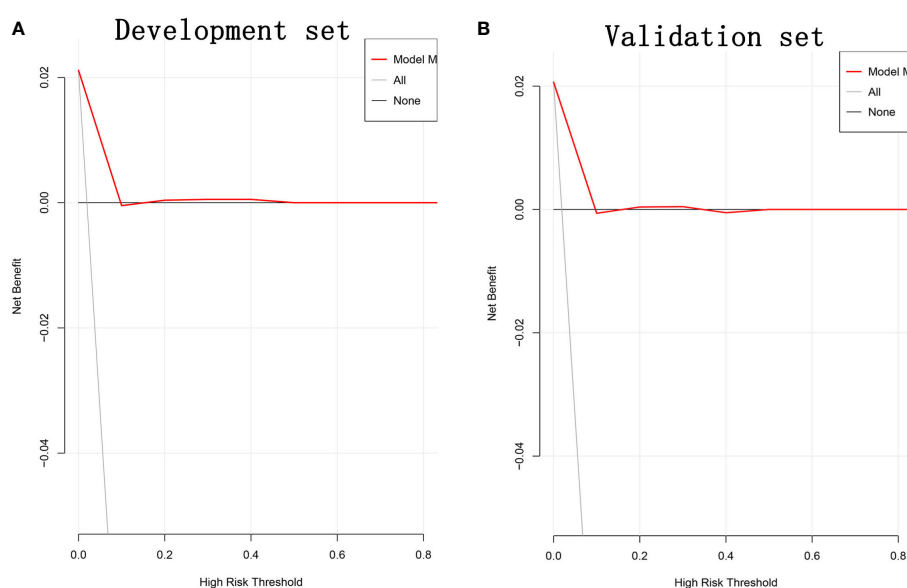 A
Development set
Model M
All
None
0.02
0.00
−0.02
−0.04
Net Benefit
0.0
0.2
0.4
0.6
0.8
High Risk Threshold
B
Validation set
Model M
All
None
0.02
0.00
−0.02
−0.04
Net Benefit
0.0
0.2
0.4
0.6
0.8
High Risk Threshold